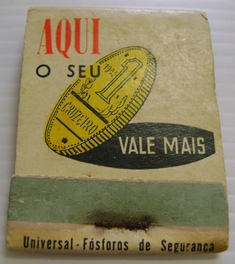 AQUI
O SEU
1
CRUZEIRO
VALE MAIS
Universal - Fósforos de Segurança